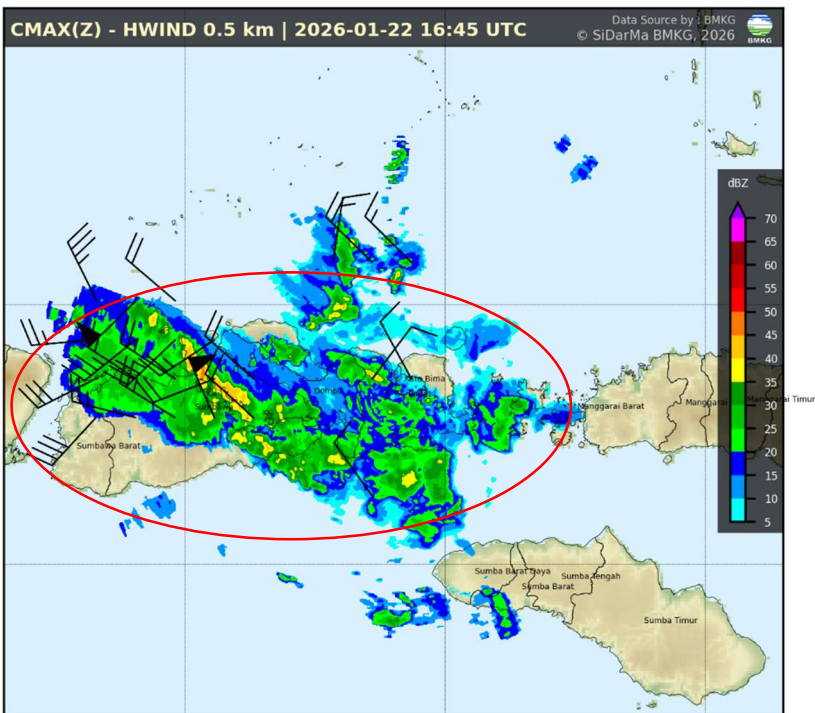 CMAX(Z) - HWIND 0.5 km | 2026-01-22 16:45 UTC
Data Source by : BMKG
© SiDarMa BMKG, 2026
BMKG
dBZ
70
65
60
55
50
45
40
35
30
25
20
15
10
5
Kota Bima
Dompu
Manggarai Barat
Manggarai Timur
Sumbawa Barat
Sumba Barat Daya
Sumba Tengah
Sumba Barat
Sumba Timur